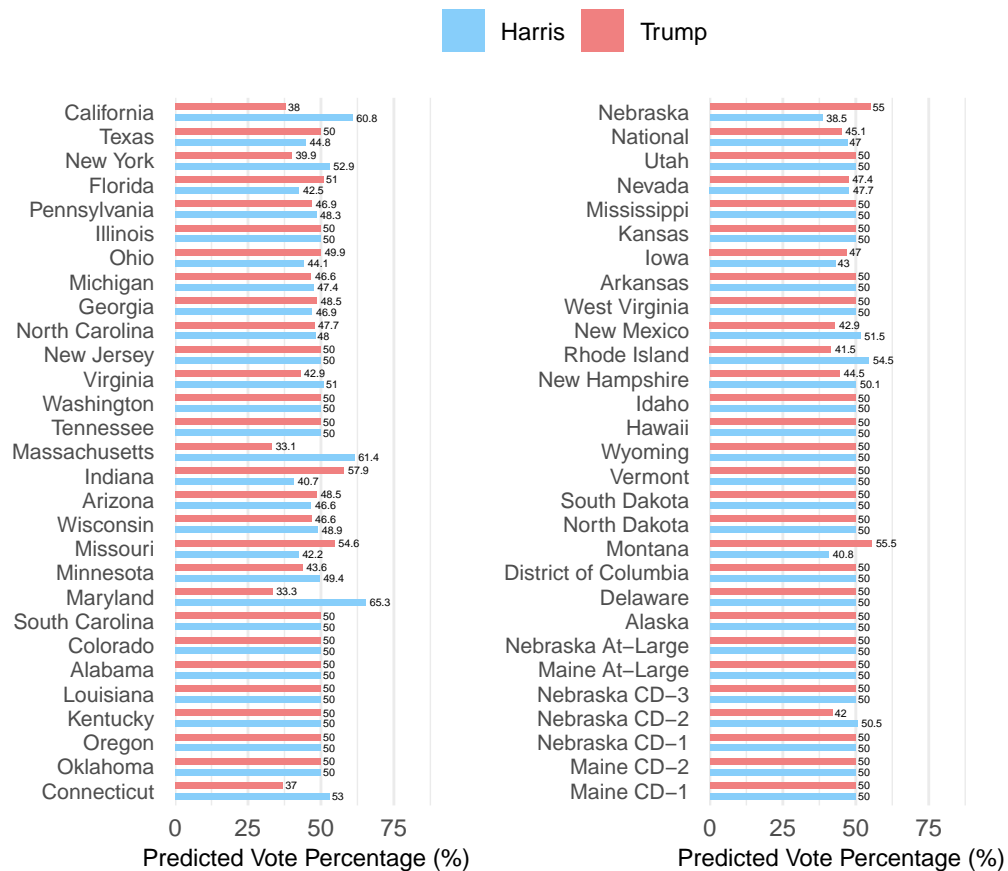 Harris Trump
California 38
60.8
Texas 50
44.8
New York 39.9
52.9
Florida 51
42.5
Pennsylvania 46.9
48.3
Illinois 50
50
Ohio 49.9
44.1
Michigan 46.6
47.4
Georgia 48.5
46.9
North Carolina 47.7
48
New Jersey 50
50
Virginia 42.9
51
Washington 50
50
Tennessee 50
50
Massachusetts 33.1
61.4
Indiana 57.9
40.7
Arizona 48.5
46.6
Wisconsin 46.6
48.9
Missouri 54.6
42.2
Minnesota 43.6
49.4
Maryland 33.3
65.3
South Carolina 50
50
Colorado 50
50
Alabama 50
50
Louisiana 50
50
Kentucky 50
50
Oregon 50
50
Oklahoma 50
50
Connecticut 37
53
0 25 50 75
Predicted Vote Percentage (%)
Nebraska 55
38.5
National 45.1
47
Utah 50
50
Nevada 47.4
47.7
Mississippi 50
50
Kansas 50
50
Iowa 47
43
Arkansas 50
50
West Virginia 50
50
New Mexico 42.9
51.5
Rhode Island 41.5
54.5
New Hampshire 44.5
50.1
Idaho 50
50
Hawaii 50
50
Wyoming 50
50
Vermont 50
50
South Dakota 50
50
North Dakota 50
50
Montana 55.5
40.8
District of Columbia 50
50
Delaware 50
50
Alaska 50
50
Nebraska At−Large 50
50
Maine At−Large 50
50
Nebraska CD−3 50
50
Nebraska CD−2 42
50.5
Nebraska CD−1 50
50
Maine CD−2 50
50
Maine CD−1 50
50
0 25 50 75
Predicted Vote Percentage (%)